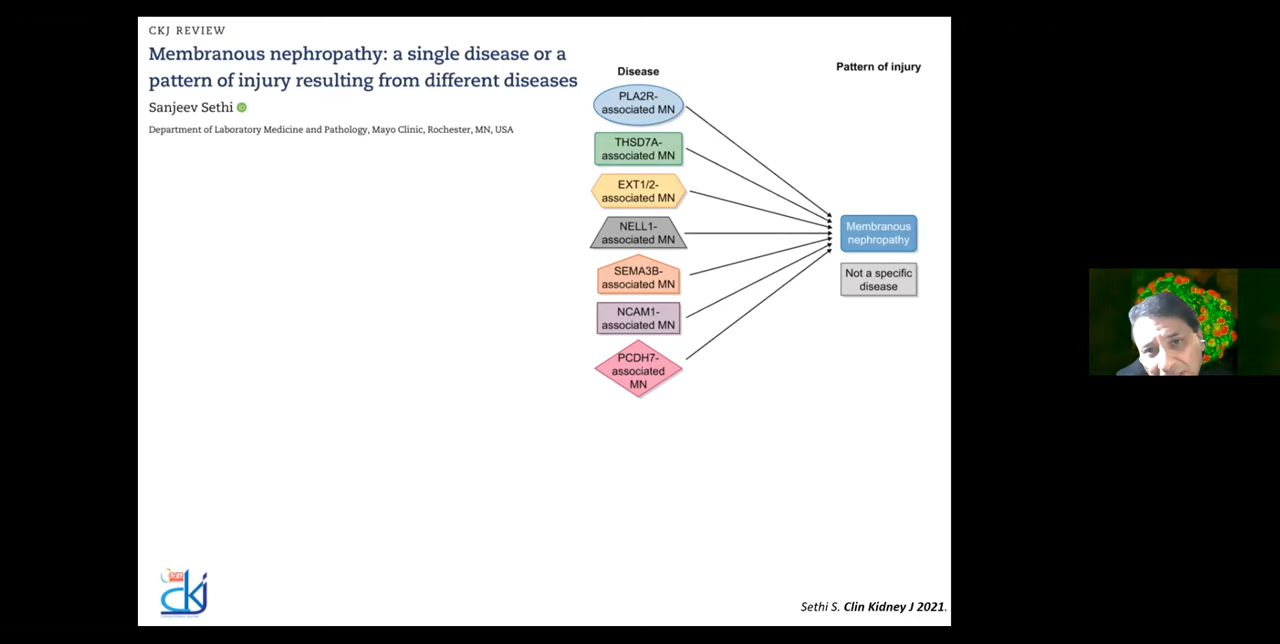 CKJ REVIEW
Membranous nephropathy: a single disease or a
pattern of injury resulting from different diseases
Sanjeev Sethi
Department of Laboratory Medicine and Pathology, Mayo Clinic, Rochester, MN, USA
Disease
Pattern of injury
PLA2R-
associated MN
THSD7A-
associated MN
EXT1/2-
associated MN
NELL1-
associated MN
SEMA3B-
associated MN
NCAM1-
associated MN
PCDH7-
associated
MN
Membranous
nephropathy
Not a specific
disease
ckj
Sethi S. Clin Kidney J 2021.